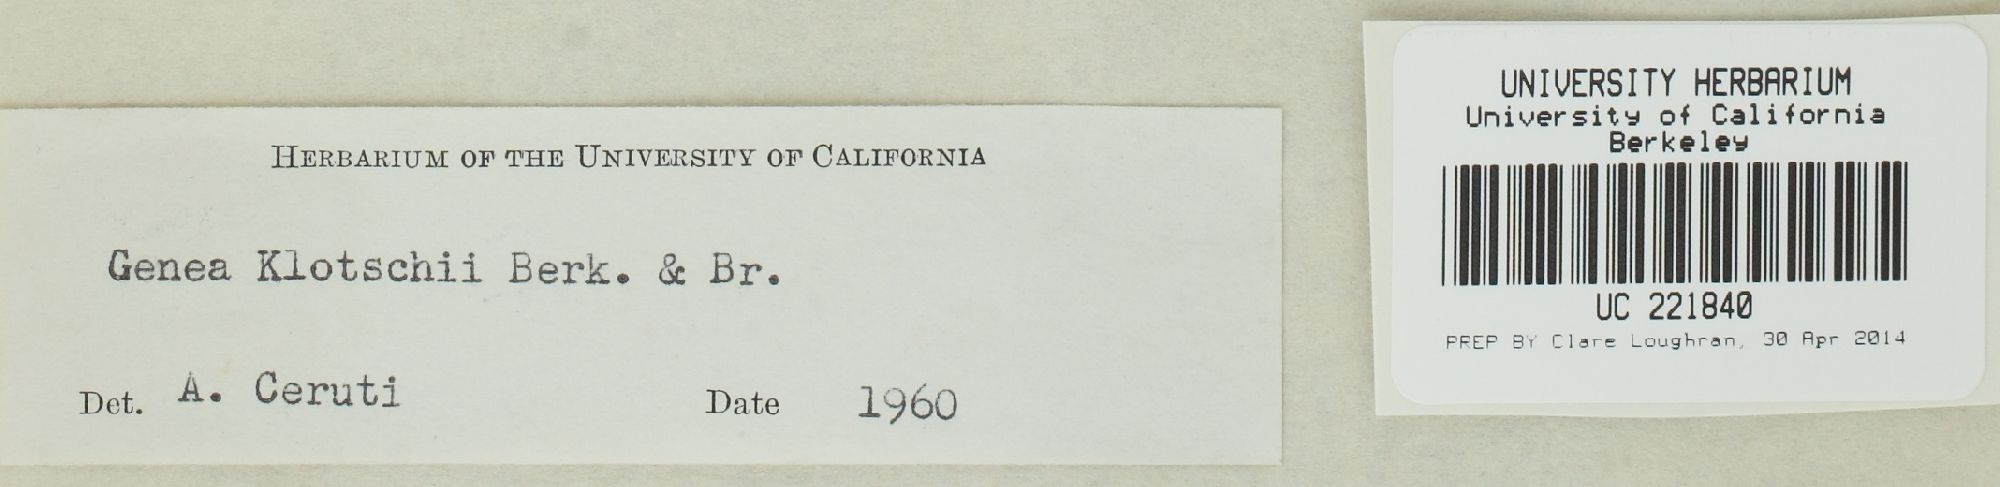 HERBARIUM OF THE UNIVERSITY OF CALIFORNIA
Genea Klotschii Berk. & Br.
Det. A. Ceruti Date 1960
UNIVERSITY HERBARIUM
University of California
Berkeley
UC 221840
PREP BY Clare Loughran, 30 Apr 2014